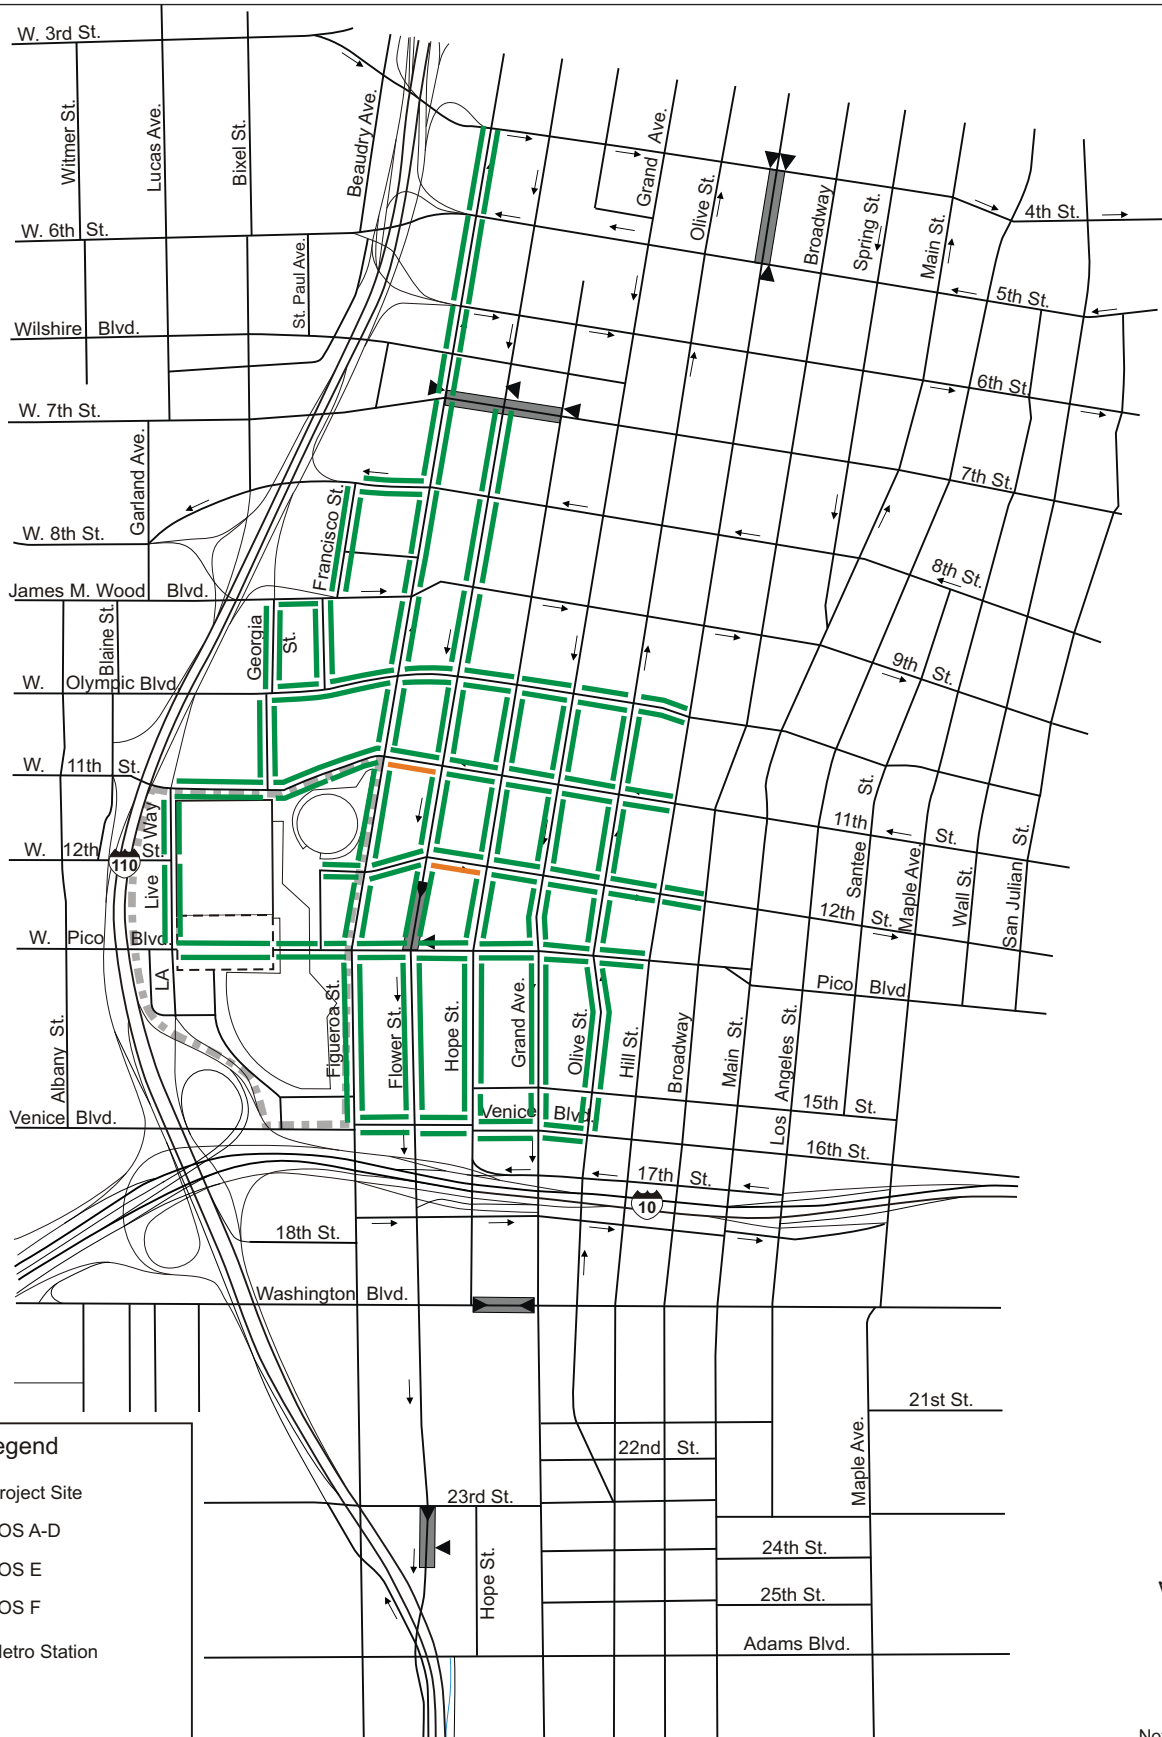 W. 3rd St.
Witmer St.
Lucas Ave.
Bixel St.
Beaudry Ave.
Grand Ave.
Olive St.
Broadway
Spring St.
Main St.
4th St.
W. 6th St.
St. Paul Ave.
5th St.
Wilshire Blvd.
6th St.
W. 7th St.
Garland Ave.
7th St.
Francisco St.
W. 8th St.
8th St.
James M. Wood Blvd.
Blaine St.
Georgia St.
9th St.
W. Olympic Blvd.
W. 11th St.
11th St.
Santee St.
Maple Ave.
Wall St.
San Julian St.
W. 12th St.
110
LA Live Way
12th St.
W. Pico Blvd.
Pico Blvd.
Albany St.
Figueroa St.
Flower St.
Hope St.
Grand Ave.
Olive St.
Hill St.
Broadway
Main St.
Los Angeles St.
15th St.
Venice Blvd.
Venice Blvd.
16th St.
17th St.
10
18th St.
Washington Blvd.
21st St.
22nd St.
Maple Ave.
23rd St.
Hope St.
24th St.
25th St.
Adams Blvd.
egend
roject Site
OS A-D
OS E
OS F
etro Station
No